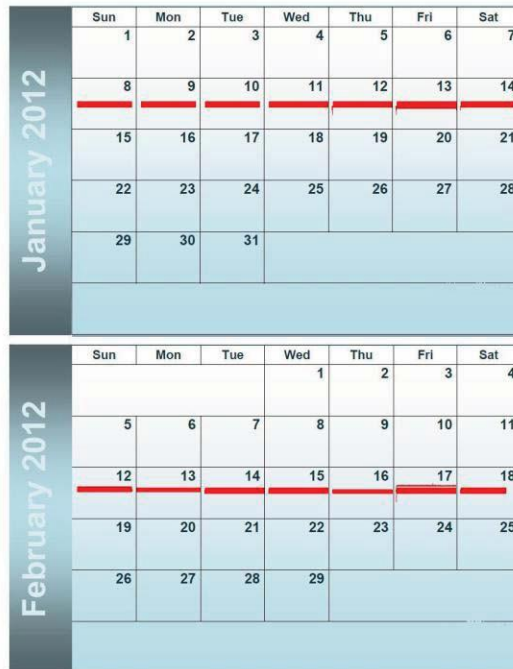 January 2012
Sun Mon Tue Wed Thu Fri Sat
1 2 3 4 5 6 7
8 9 10 11 12 13 14
15 16 17 18 19 20 21
22 23 24 25 26 27 28
29 30 31
February 2012
Sun Mon Tue Wed Thu Fri Sat
1 2 3 4
5 6 7 8 9 10 11
12 13 14 15 16 17 18
19 20 21 22 23 24 25
26 27 28 29